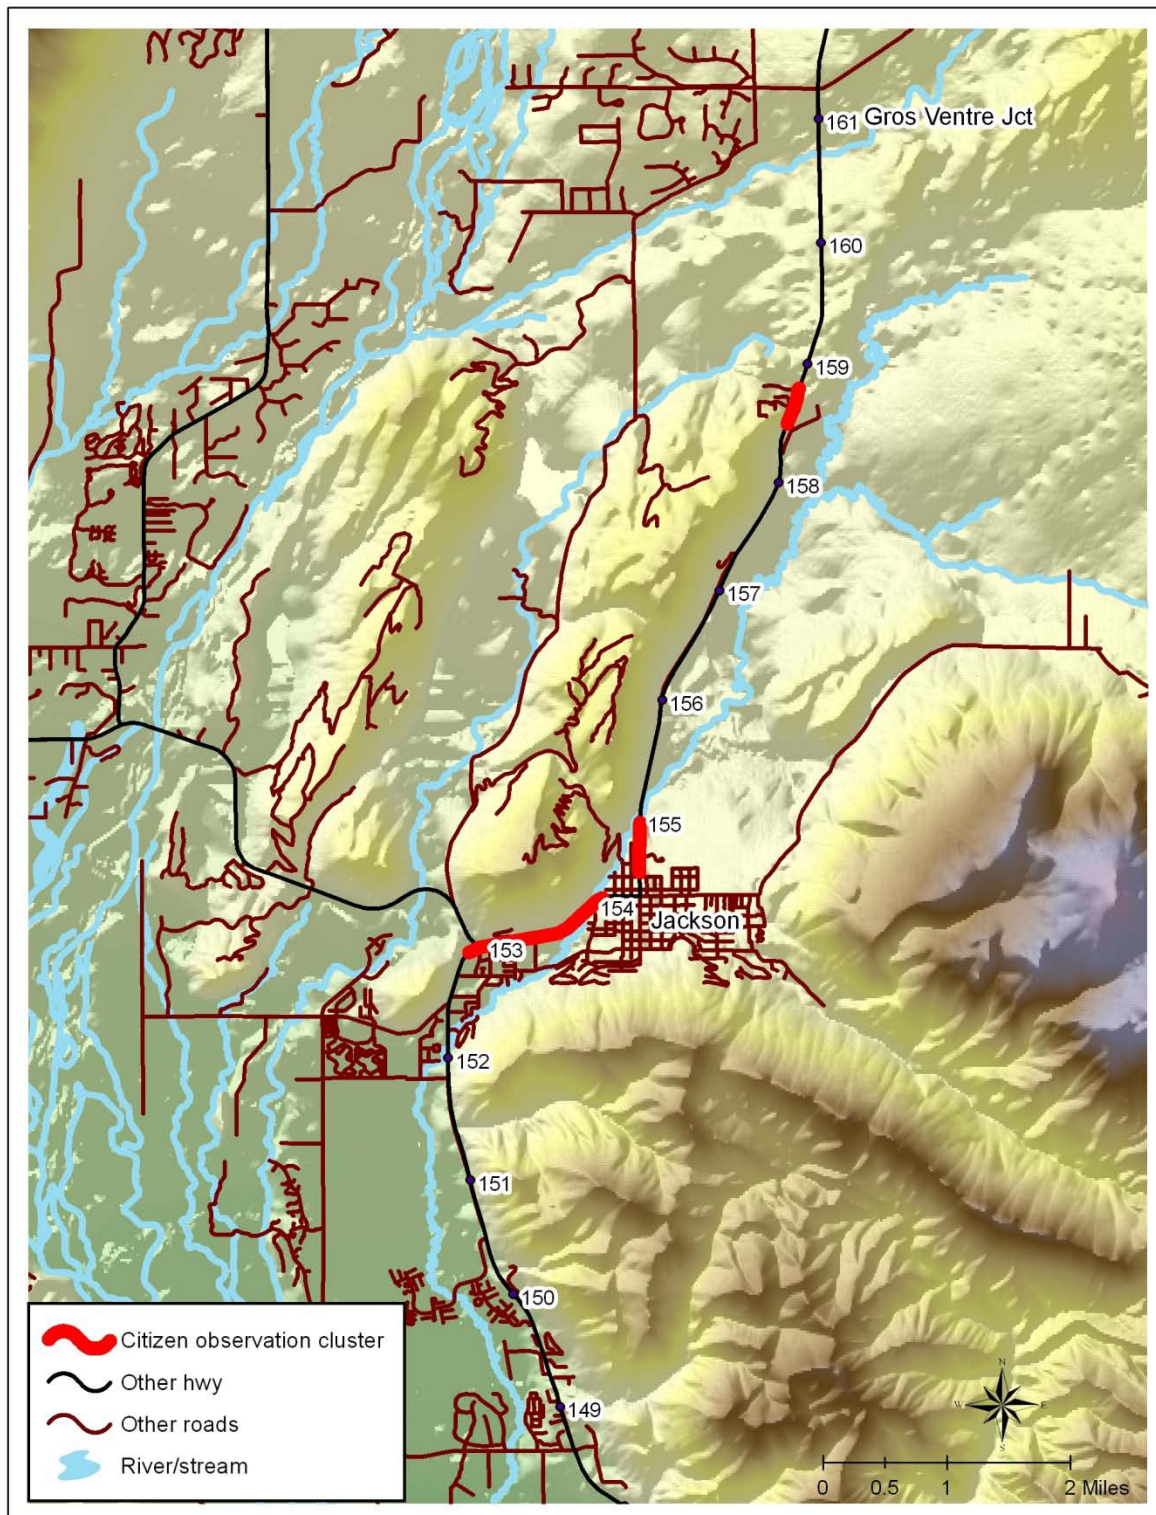 161 Gros Ventre Jct
160
159
158
157
156
155
154
Jackson
153
152
151
150
149
Citizen observation cluster
Other hwy
Other roads
River/stream
N
W E
S
0 0.5 1 2 Miles